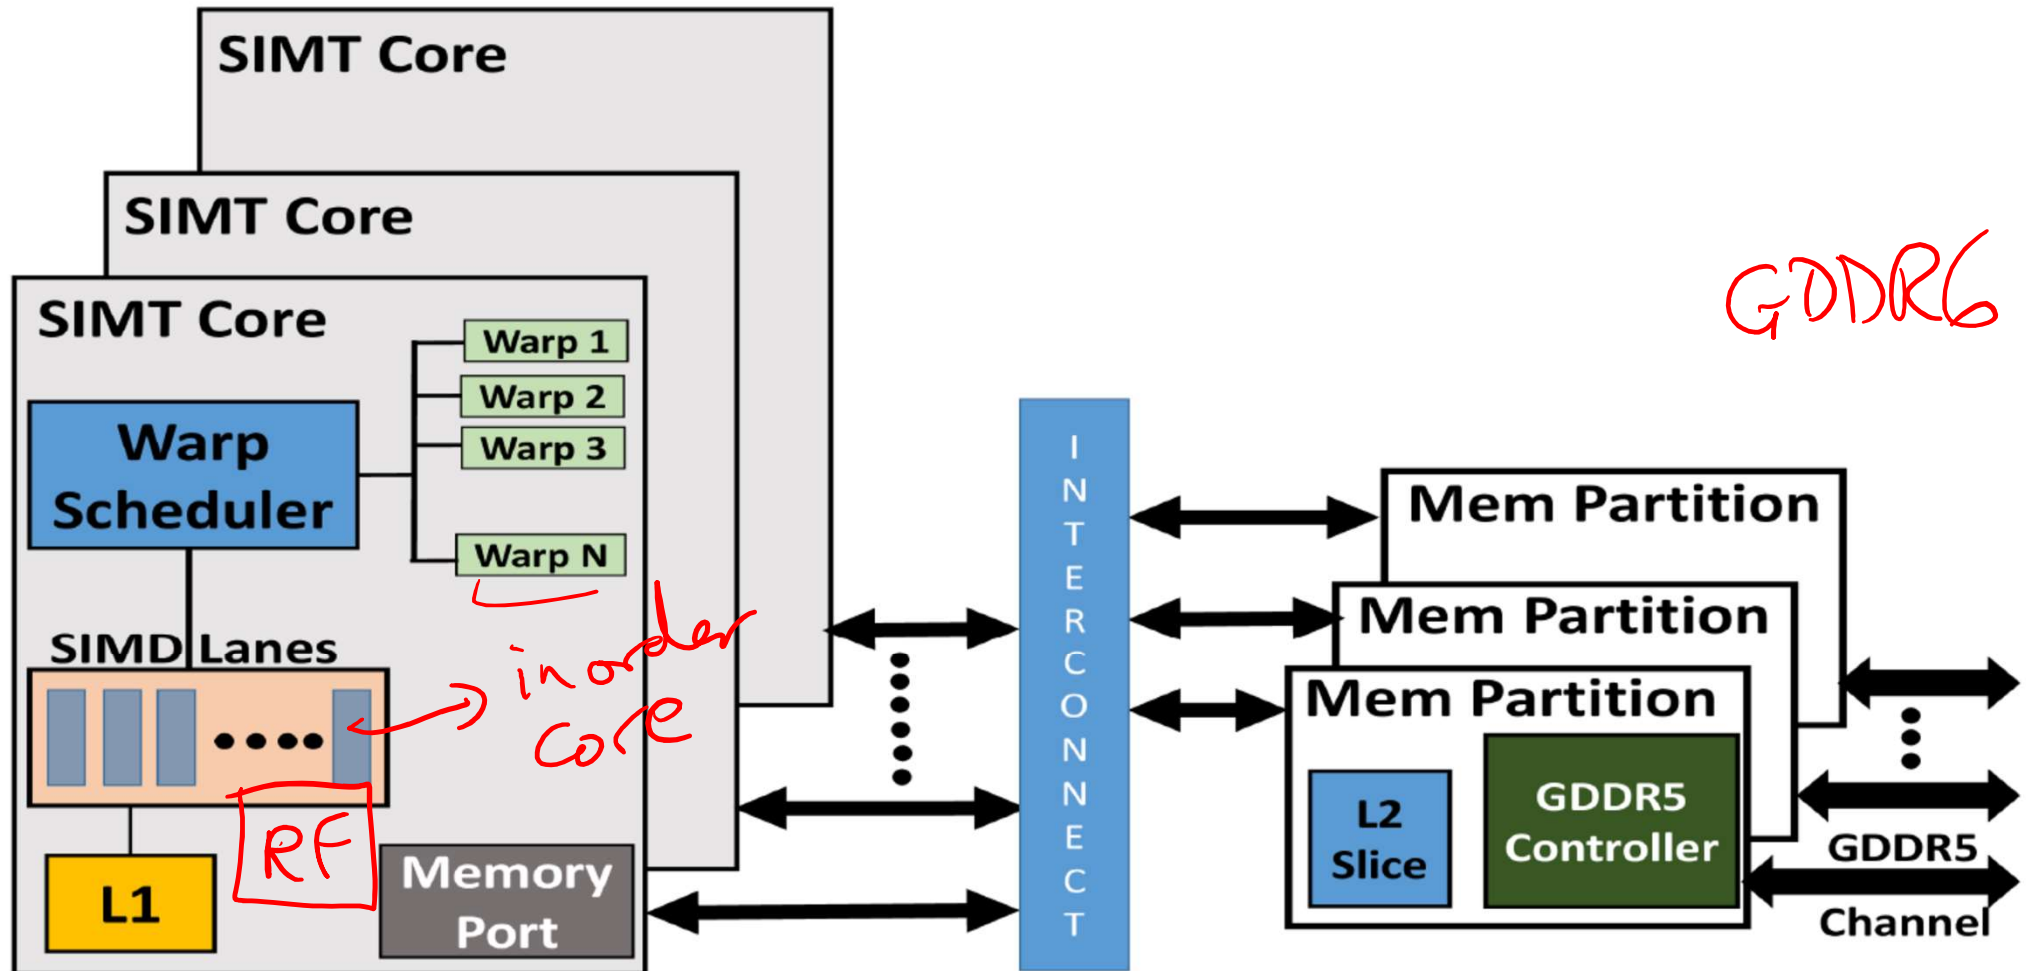 SIMT Core
SIMT Core
SIMT Core
Warp 1
Warp 2
Warp 3
Warp N
Warp
Scheduler
SIMD Lanes
in order
core
RF
L1
Memory
Port
INTERCONNECT
GDDR6
Mem Partition
Mem Partition
Mem Partition
L2
Slice
GDDR5
Controller
GDDR5
Channel